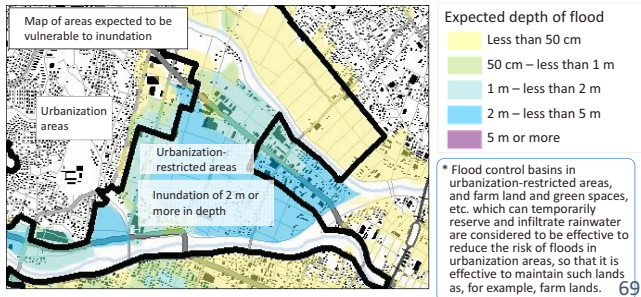 Map of areas expected to be
vulnerable to inundation
Urbanization
areas
Urbanization-
restricted areas
Inundation of 2 m or
more in depth
Expected depth of flood
Less than 50 cm
50 cm – less than 1 m
1 m – less than 2 m
2 m – less than 5 m
5 m or more
* Flood control basins in
urbanization-restricted areas,
and farm land and green spaces,
etc. which can temporarily
reserve and infiltrate rainwater
are considered to be effective to
reduce the risk of floods in
urbanization areas, so that it is
effective to maintain such lands
as, for example, farm lands.
69